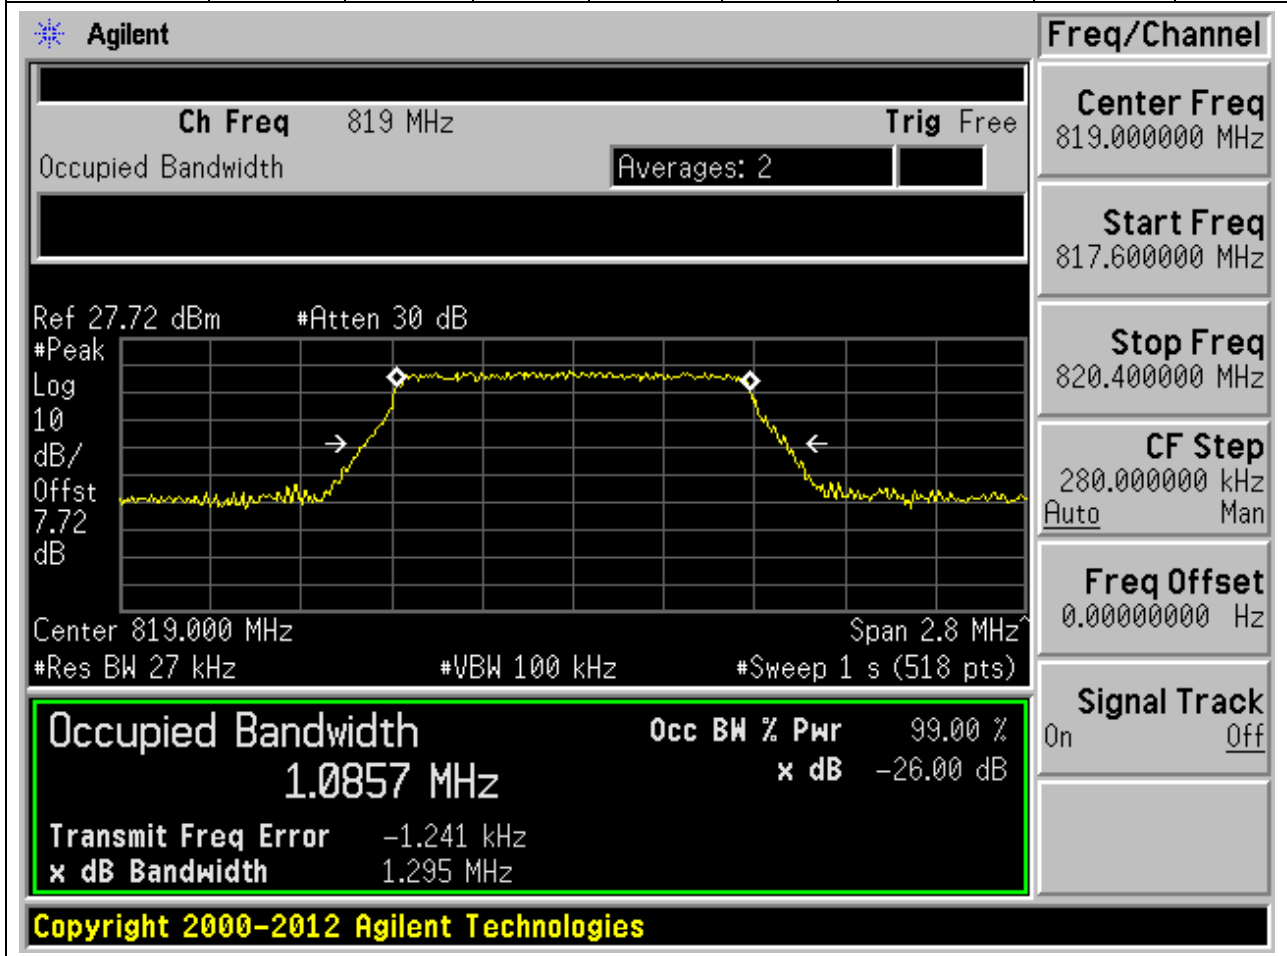 Agilent
Freq/Channel
Ch Freq 819 MHz Trig Free
Occupied Bandwidth Averages: 2
Center Freq
819.000000 MHz
Start Freq
817.600000 MHz
Stop Freq
820.400000 MHz
CF Step
280.000000 kHz
Auto Man
Freq Offset
0.00000000 Hz
Signal Track
On Off
Ref 27.72 dBm #Atten 30 dB
#Peak
Log
10
dB/
Offst
7.72
dB
Center 819.000 MHz Span 2.8 MHz^
#Res BW 27 kHz #VBW 100 kHz #Sweep 1 s (518 pts)
Occupied Bandwidth
1.0857 MHz
Occ BW % Pwr 99.00 %
x dB -26.00 dB
Transmit Freq Error -1.241 kHz
x dB Bandwidth 1.295 MHz
Copyright 2000-2012 Agilent Technologies